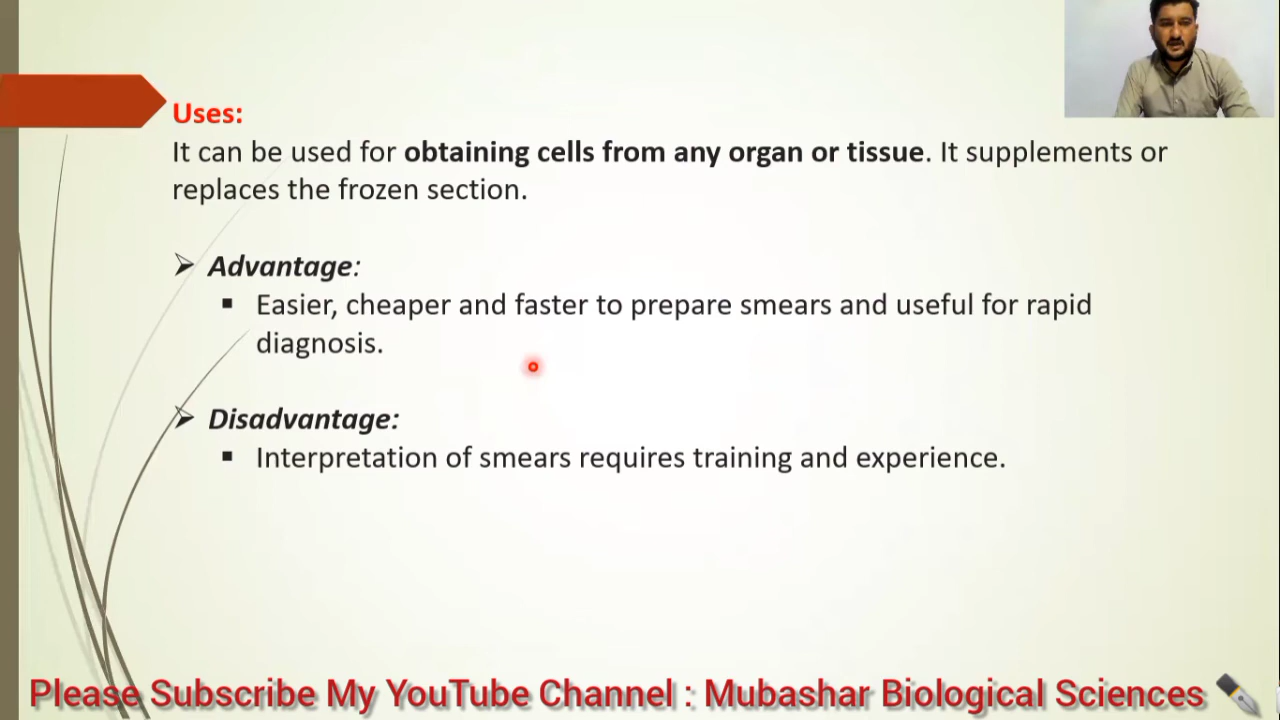 Uses:
It can be used for obtaining cells from any organ or tissue. It supplements or
replaces the frozen section.
Advantage:
Easier, cheaper and faster to prepare smears and useful for rapid
diagnosis.
Disadvantage:
Interpretation of smears requires training and experience.
Please Subscribe My YouTube Channel : Mubashar Biological Sciences